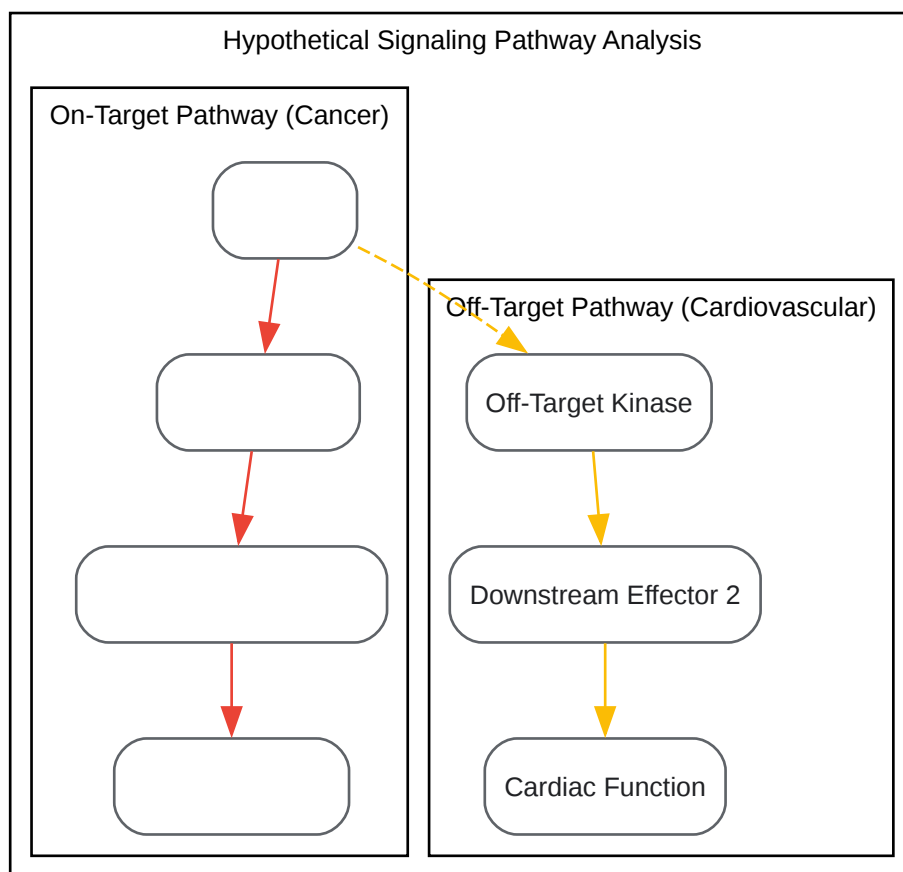 Hypothetical Signaling Pathway Analysis
On-Target Pathway (Cancer)
Off-Target Pathway (Cardiovascular)
Off-Target Kinase
Downstream Effector 2
Cardiac Function